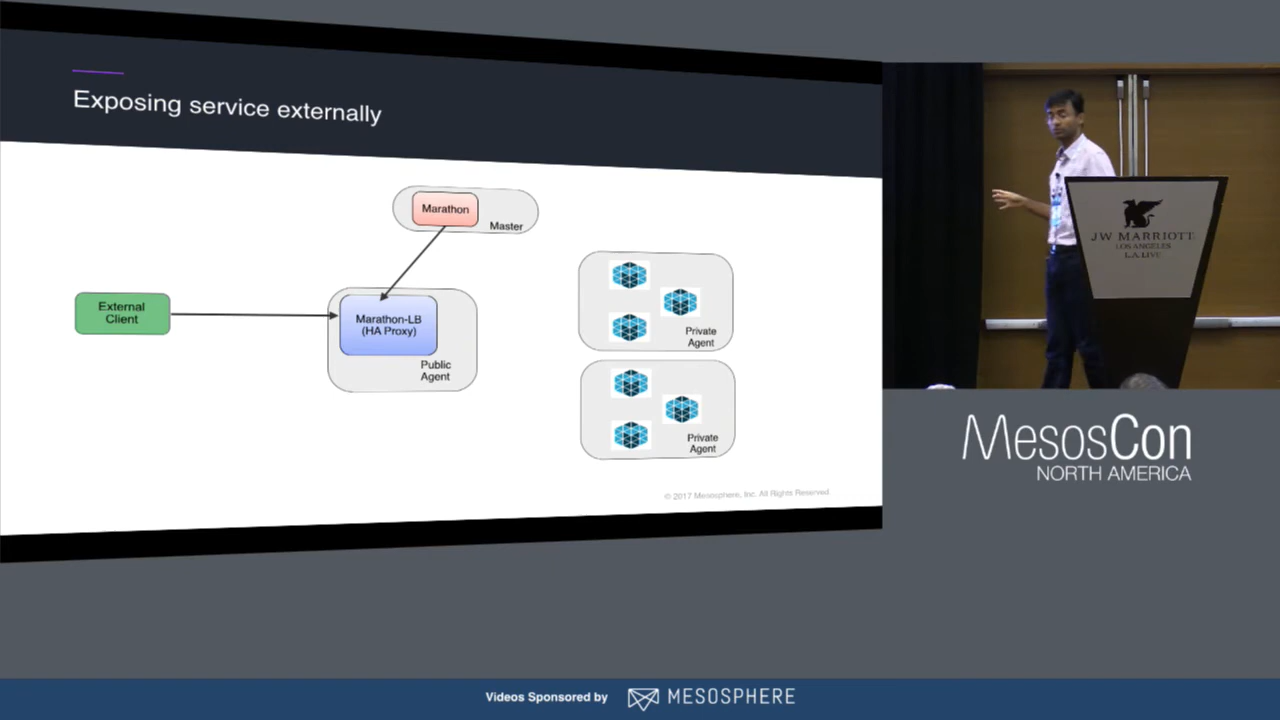 Exposing service externally
Marathon
Master
External
Client
Marathon-LB
(HA Proxy)
Public
Agent
Private
Agent
Private
Agent
© 2017 Mesosphere, Inc. All Rights Reserved.
JW MARRIOTT
LOS ANGELES
L.A. LIVE
MesosCon
NORTH AMERICA
Videos Sponsored by
MESOSPHERE